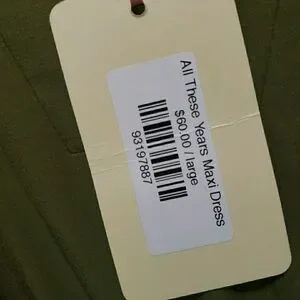 All These Years Maxi Dress
$60.00 / large
93197887